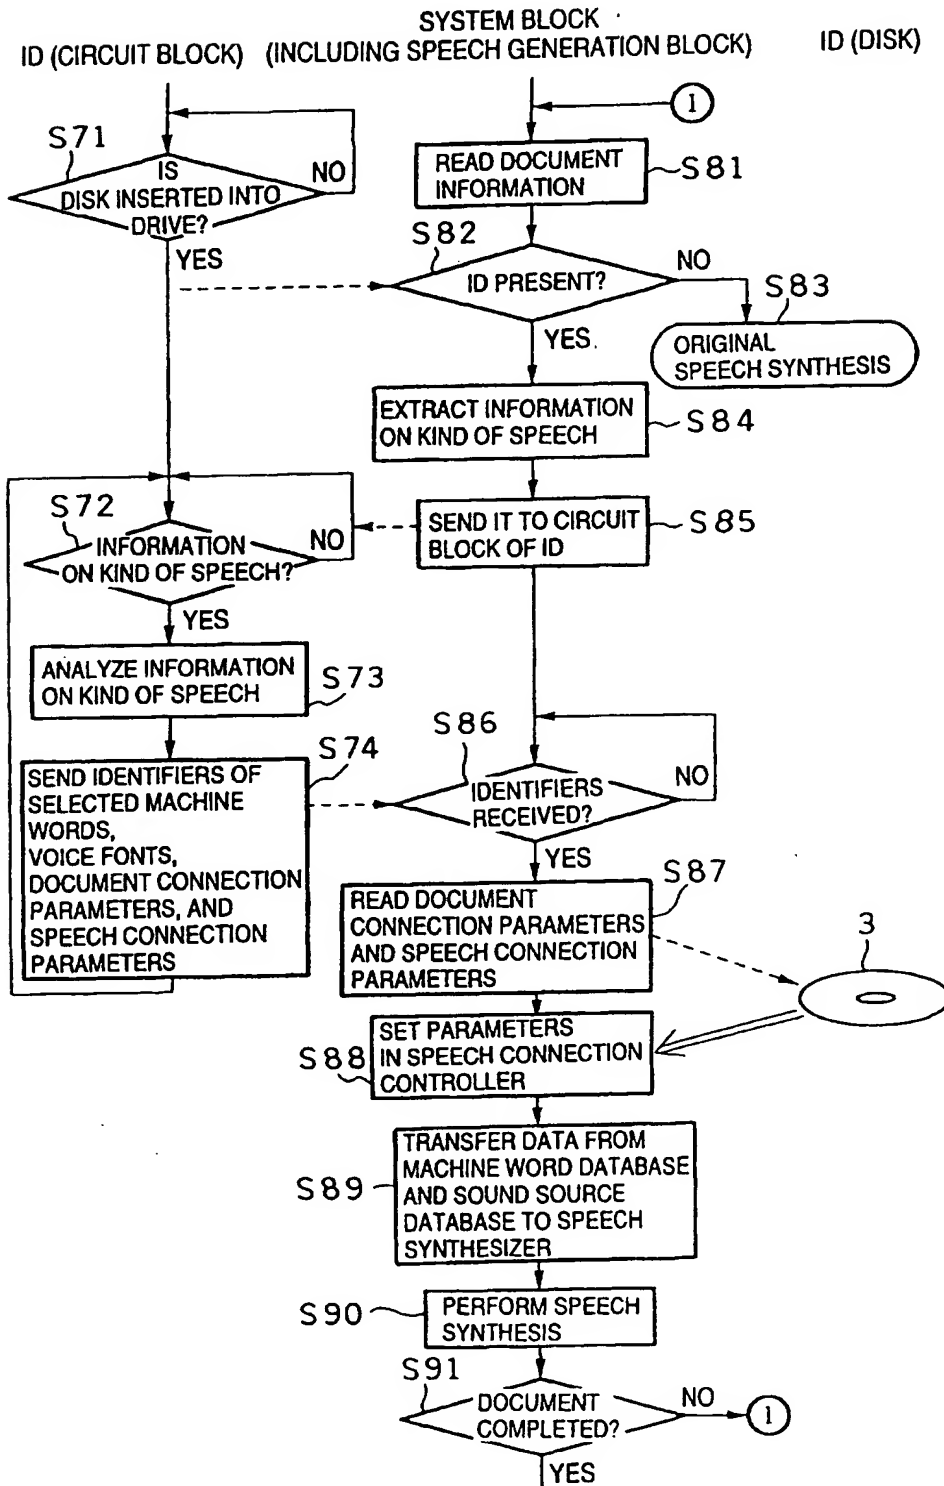 SYSTEM BLOCK
ID (CIRCUIT BLOCK)
(INCLUDING SPEECH GENERATION BLOCK)
ID (DISK)
1
S71
IS
DISK INSERTED INTO
DRIVE?
NO
YES
READ DOCUMENT
INFORMATION
S81
S82
ID PRESENT?
NO
YES.
S83
ORIGINAL
SPEECH SYNTHESIS
EXTRACT INFORMATION
ON KIND OF SPEECH
S84
SEND IT TO CIRCUIT
BLOCK OF ID
S85
S72
INFORMATION
ON KIND OF SPEECH?
NO
YES
ANALYZE INFORMATION
ON KIND OF SPEECH
S73
S74
SEND IDENTIFIERS OF
SELECTED MACHINE
WORDS,
VOICE FONTS,
DOCUMENT CONNECTION
PARAMETERS, AND
SPEECH CONNECTION
PARAMETERS
S86
IDENTIFIERS
RECEIVED?
NO
YES
S87
READ DOCUMENT
CONNECTION PARAMETERS
AND SPEECH CONNECTION
PARAMETERS
3
S88
SET PARAMETERS
IN SPEECH CONNECTION
CONTROLLER
S89
TRANSFER DATA FROM
MACHINE WORD DATABASE
AND SOUND SOURCE
DATABASE TO SPEECH
SYNTHESIZER
S90
PERFORM SPEECH
SYNTHESIS
S91
DOCUMENT
COMPLETED?
NO
1
YES